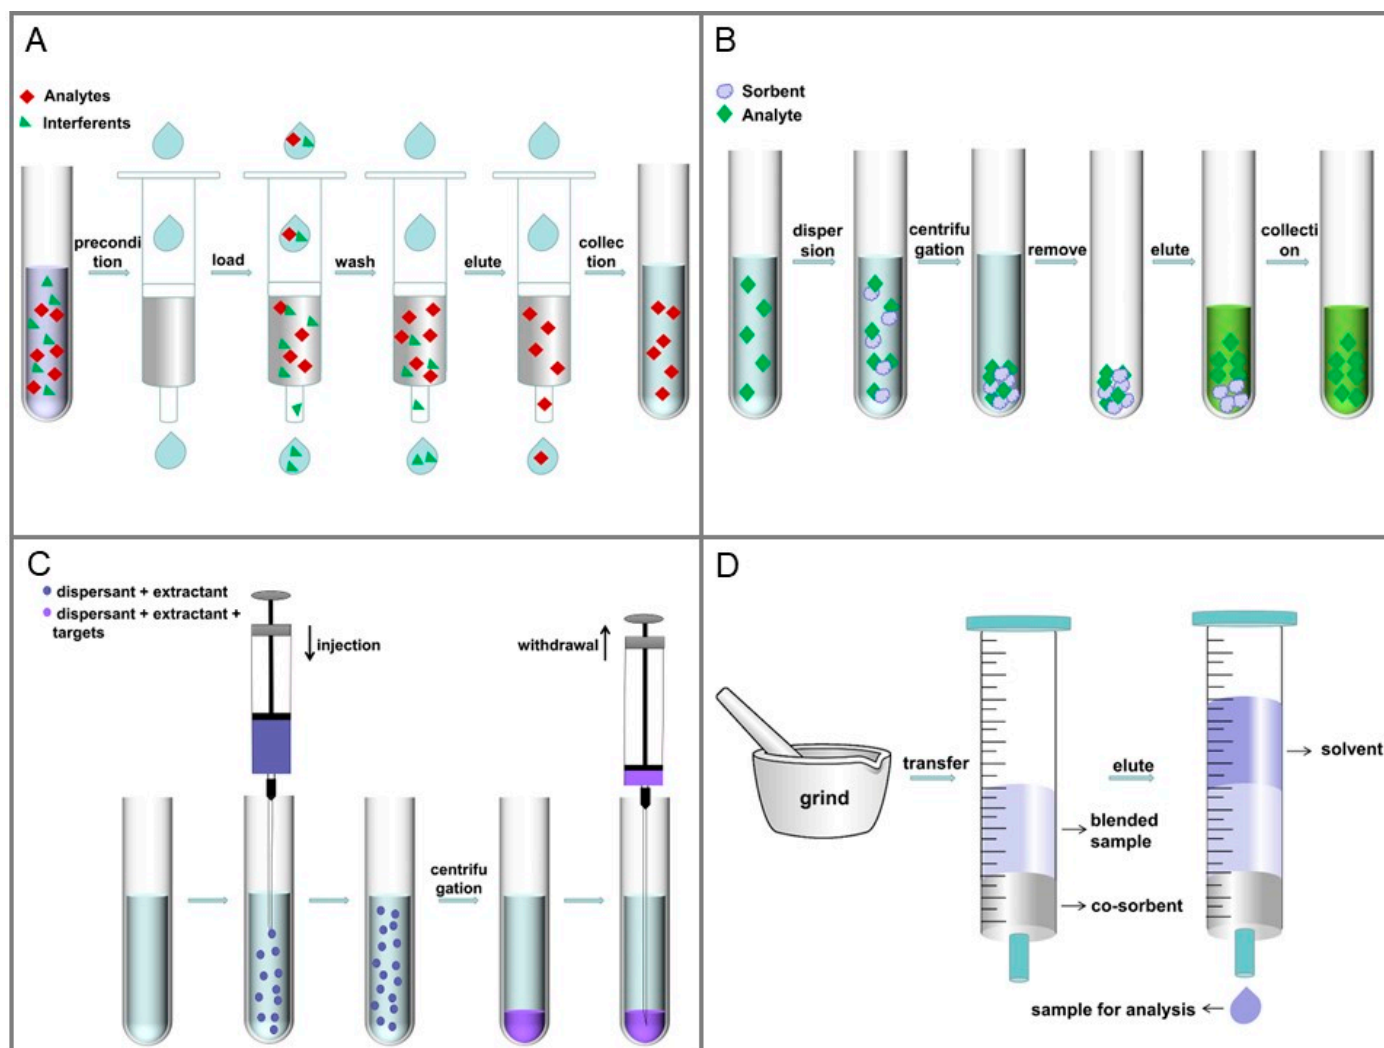 A
Analytes
Interferents
precondi
tion
load
wash
elute
collec
tion
B
Sorbent
Analyte
disper
sion
centrifu
gation
remove
elute
collecti
on
C
dispersant + extractant
dispersant + extractant +
targets
injection
withdrawal
centrifu
gation
D
grind
transfer
elute
solvent
blended
sample
co-sorbent
sample for analysis